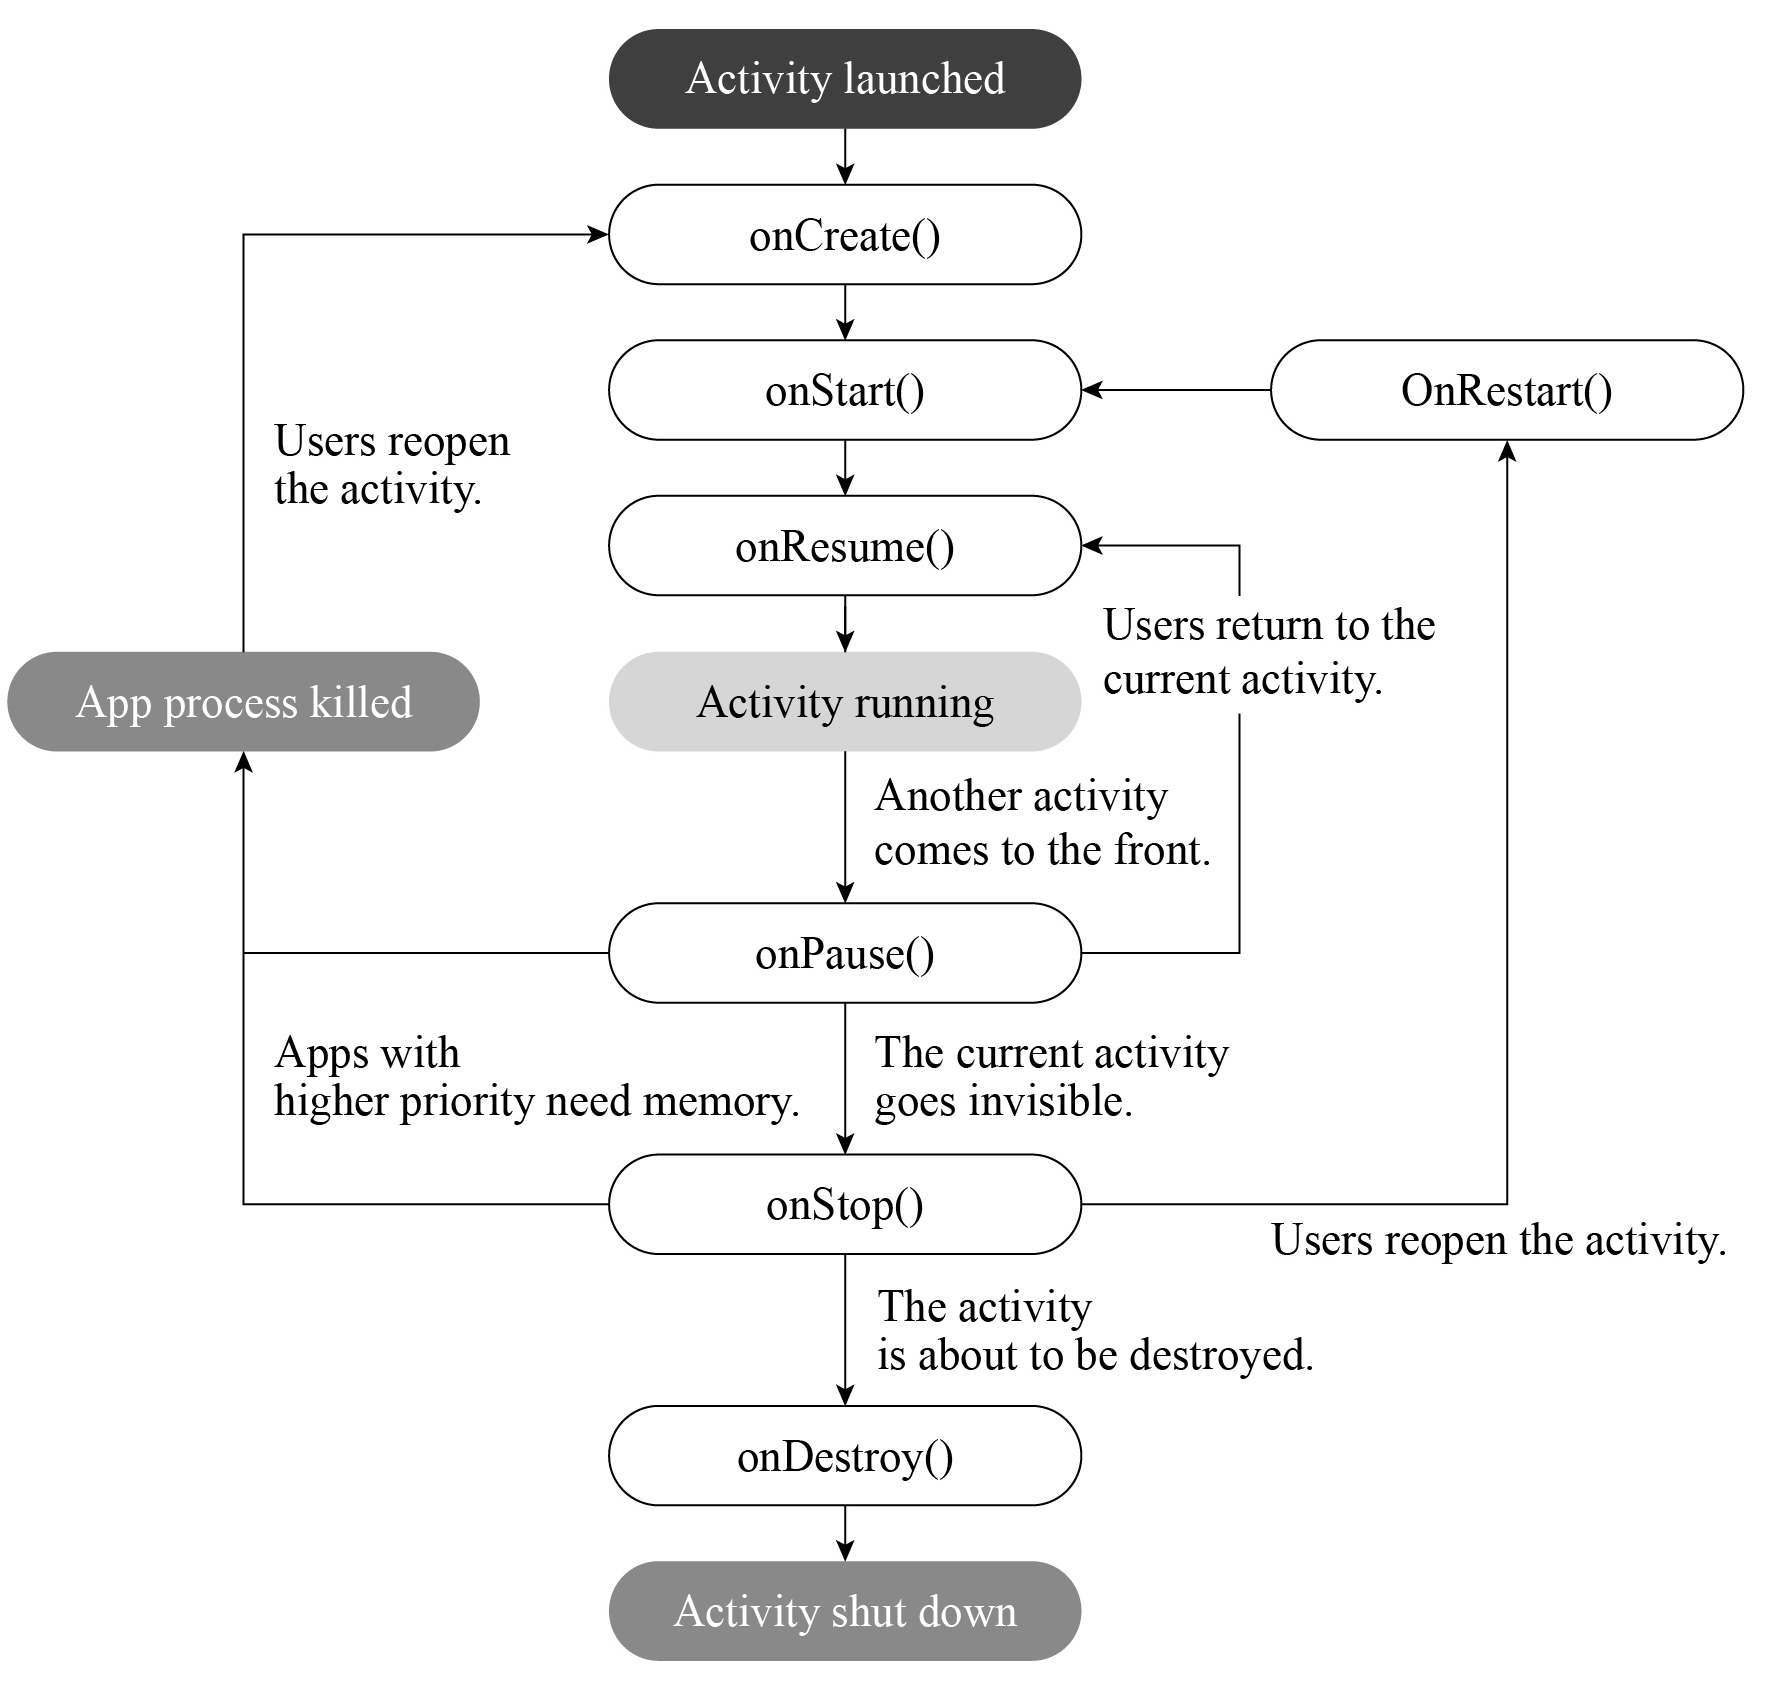 Activity launched
onCreate()
onStart()
OnRestart()
Users reopen
the activity.
onResume()
Users return to the
current activity.
App process killed
Activity running
Another activity
comes to the front.
onPause()
Apps with
higher priority need memory.
The current activity
goes invisible.
onStop()
Users reopen the activity.
The activity
is about to be destroyed.
onDestroy()
Activity shut down